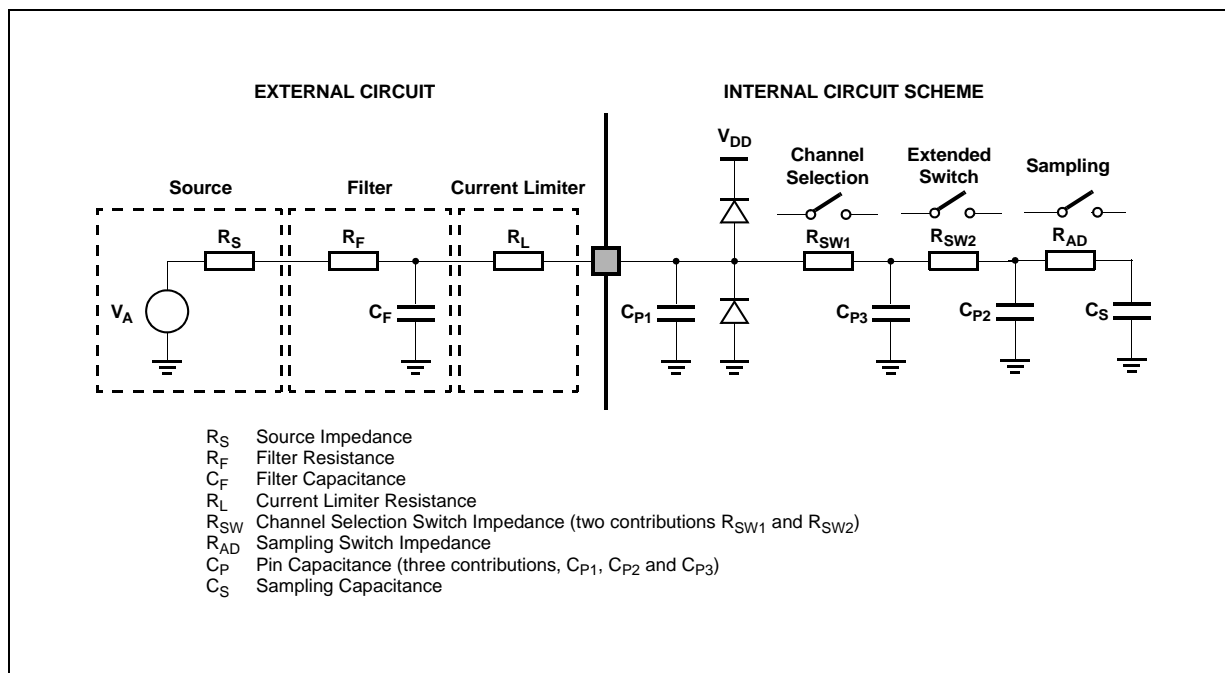 EXTERNAL CIRCUIT
INTERNAL CIRCUIT SCHEME
VDD
Channel
Selection
Extended
Switch
Sampling
Source
Filter
Current Limiter
RS
RF
RL
RSW1
RSW2
RAD
VA
CF
CP1
CP3
CP2
CS
RS Source Impedance
RF Filter Resistance
CF Filter Capacitance
RL Current Limiter Resistance
RSW Channel Selection Switch Impedance (two contributions RSW1 and RSW2)
RAD Sampling Switch Impedance
CP Pin Capacitance (three contributions, CP1, CP2 and CP3)
CS Sampling Capacitance